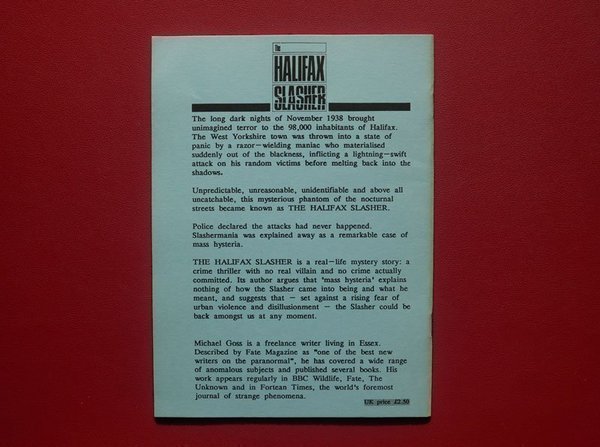 The
HALIFAX
SLASHER
The long dark nights of November 1938 brought
unimagined terror to the 98,000 inhabitants of Halifax.
The West Yorkshire town was thrown into a state of
panic by a razor-wielding maniac who materialised
suddenly out of the blackness, inflicting a lightning-swift
attack on his random victims before melting back into the
shadows.
Unpredictable, unreasonable, unidentifiable and above all
uncatchable, this mysterious phantom of the nocturnal
streets became known as THE HALIFAX SLASHER.
Police declared the attacks had never happened.
Slashermania was explained away as a remarkable case of
mass hysteria.
THE HALIFAX SLASHER is a real-life mystery story: a
crime thriller with no real villain and no crime actually
committed. Its author argues that 'mass hysteria' explains
nothing of how the Slasher came into being and what he
meant, and suggests that - set against a rising fear of
urban violence and disillusionment - the Slasher could be
back amongst us at any moment.
Michael Goss is a freelance writer living in Essex.
Described by Fate Magazine as "one of the best new
writers on the paranormal", he has covered a wide range
of anomalous subjects and published several books. His
work appears regularly in BBC Wildlife, Fate, The
Unknown and in Fortean Times, the world's foremost
journal of strange phenomena.
UK price £2.50